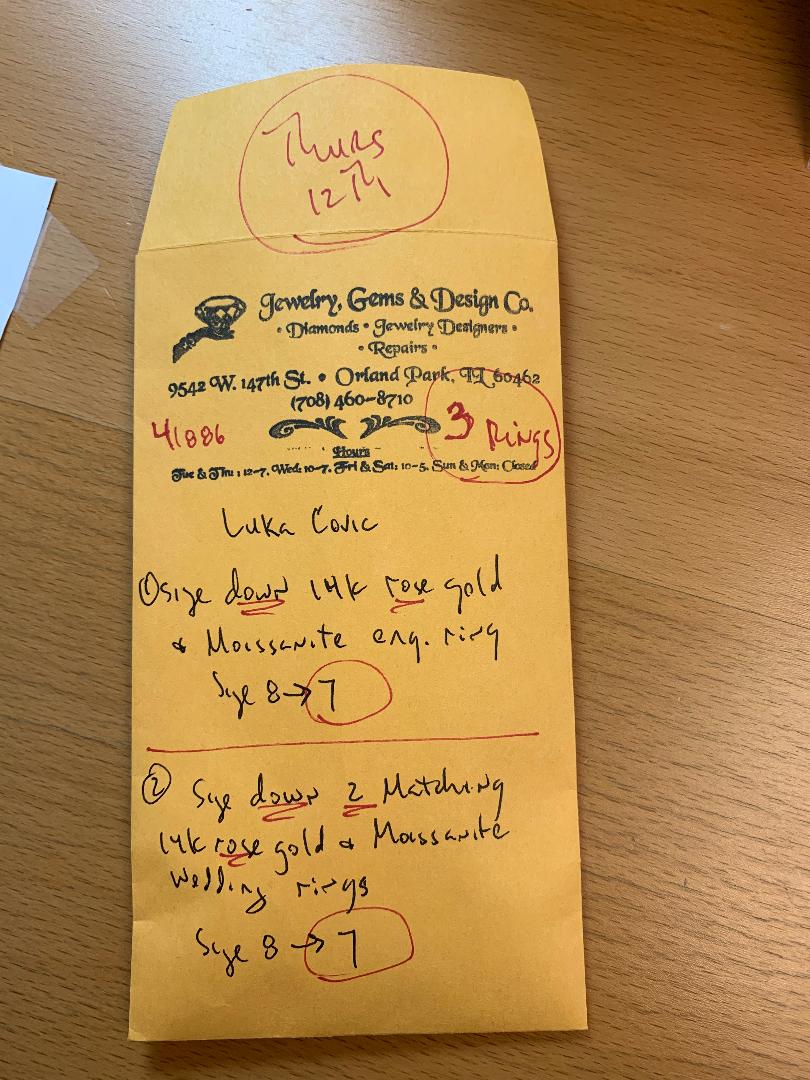 Thurs
12Th
Jewelry, Gems & Design Co.
• Diamonds • Jewelry Designers •
• Repairs •
9542 W. 147th St. • Orland Park, IL 60462
(708) 460-8710
41886
3 Rings
Hours
Tue & Thu: 12-7, Wed: 10-7, Fri & Sat: 10-5, Sun & Mon: Closed
Luka Covic
① Size down 14k rose gold
& Moissanite eng. ring
Size 8→7
② Size down 2 Matching
14k rose gold & Moissanite
Wedding rings
Size 8→7